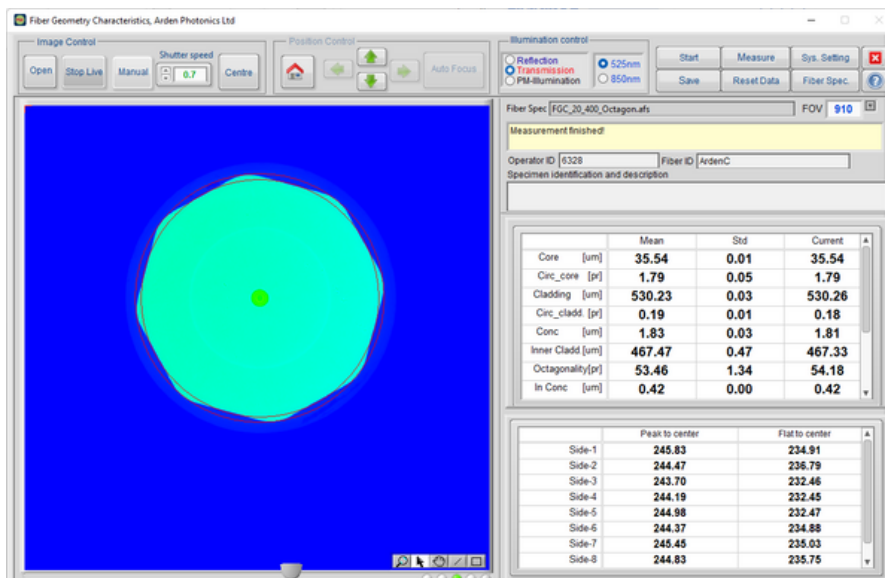 Fiber Geometry Characteristics, Arden Photonics Ltd
Image Control
Position Control
Illumination control
Open
Stop Live
Manual
Shutter speed
0.7
Centre
Auto Focus
Reflection
Transmission
PM-Illumination
525nm
850nm
Start
Measure
Sys. Setting
Save
Reset Data
Fiber Spec.
Fiber Spec FGC_20_400_Octagon.afs FOV 910
Measurement finished!
Operator ID 6328 Fiber ID ArdenC
Specimen identification and description
Mean Std Current
Core [um] 35.54 0.01 35.54
Circ_core [pr] 1.79 0.05 1.79
Cladding [um] 530.23 0.03 530.26
Circ_cladd. [pr] 0.19 0.01 0.18
Conc [um] 1.83 0.03 1.81
Inner Cladd [um] 467.47 0.47 467.33
Octagonality[pr] 53.46 1.34 54.18
In Conc [um] 0.42 0.00 0.42
Peak to center Flat to center
Side-1 245.83 234.91
Side-2 244.47 236.79
Side-3 243.70 232.46
Side-4 244.19 232.45
Side-5 244.98 232.47
Side-6 244.37 234.88
Side-7 245.45 235.03
Side-8 244.83 235.75